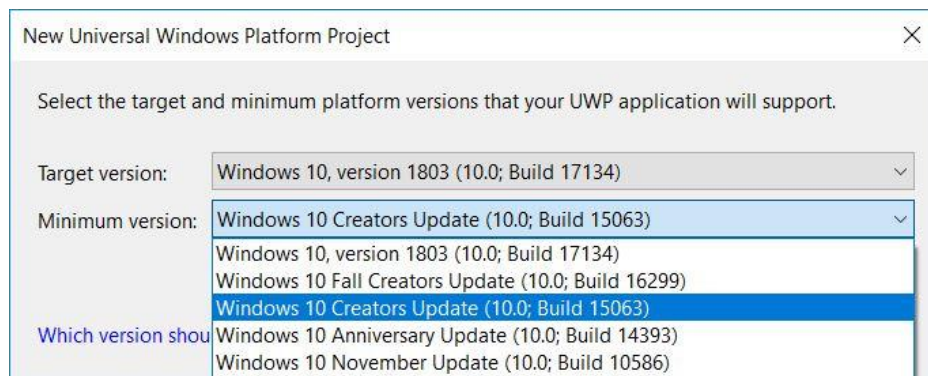 New Universal Windows Platform Project
Select the target and minimum platform versions that your UWP application will support.
Target version: Windows 10, version 1803 (10.0; Build 17134)
Minimum version: Windows 10 Creators Update (10.0; Build 15063)
Windows 10, version 1803 (10.0; Build 17134)
Windows 10 Fall Creators Update (10.0; Build 16299)
Windows 10 Creators Update (10.0; Build 15063)
Which version shou Windows 10 Anniversary Update (10.0; Build 14393)
Windows 10 November Update (10.0; Build 10586)